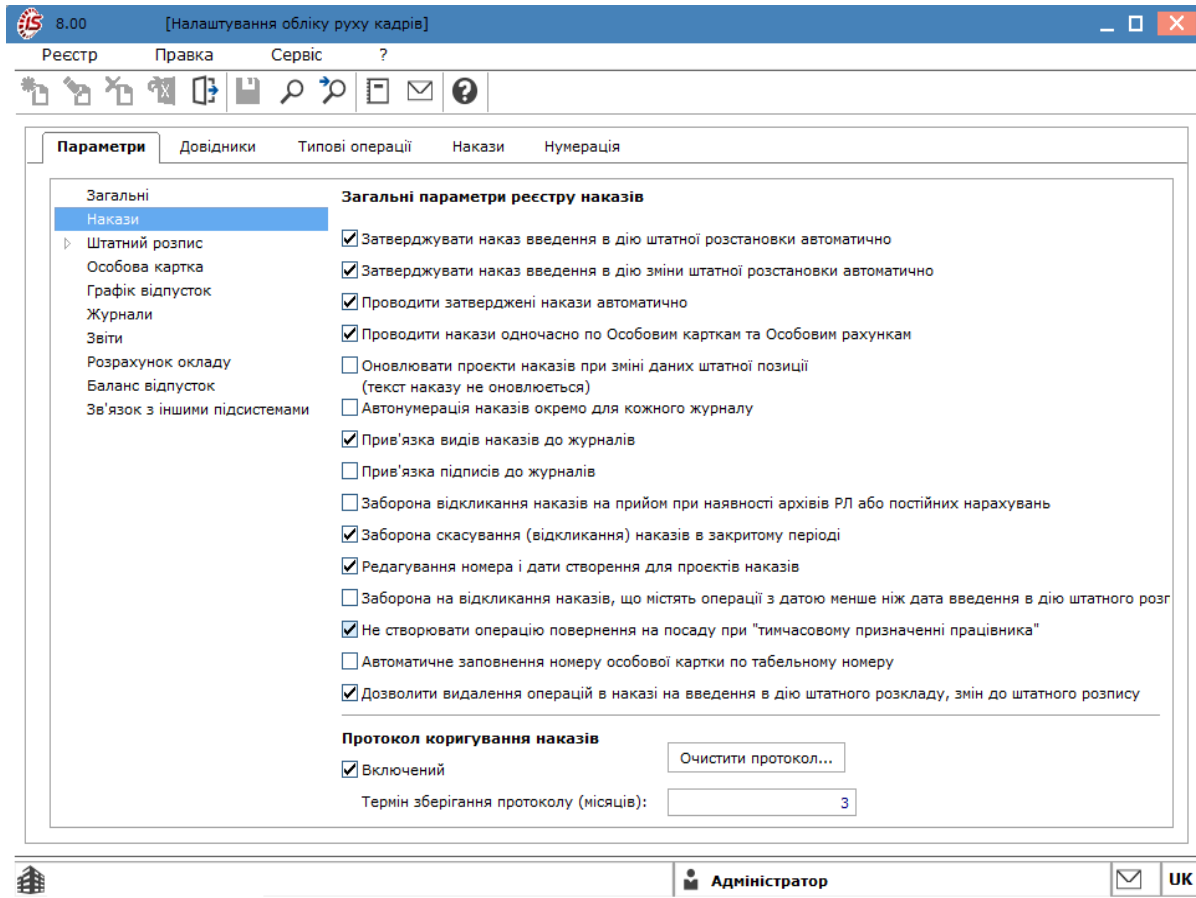 8.00 [Налаштування обліку руху кадрів]
Реєстр Правка Сервіс ?
Параметри Довідники Типові операції Накази Нумерація
Загальні
Накази
Штатний розпис
Особова картка
Графік відпусток
Журнали
Звіти
Розрахунок окладу
Баланс відпусток
Зв'язок з іншими підсистемами
Загальні параметри реєстру наказів
Затверджувати наказ введення в дію штатної розстановки автоматично
Затверджувати наказ введення в дію зміни штатної розстановки автоматично
Проводити затверджені накази автоматично
Проводити накази одночасно по Особовим карткам та Особовим рахункам
Оновлювати проєкти наказів при зміні даних штатної позиції
(текст наказу не оновлюється)
Автонумерація наказів окремо для кожного журналу
Прив'язка видів наказів до журналів
Прив'язка підписів до журналів
Заборона відкликання наказів на прийом при наявності архівів РЛ або постійних нарахувань
Заборона скасування (відкликання) наказів в закритому періоді
Редагування номера і дати створення для проєктів наказів
Заборона на відкликання наказів, що містять операції з датою менше ніж дата введення в дію штатного розг
Не створювати операцію повернення на посаду при "тимчасовому призначенні працівника"
Автоматичне заповнення номеру особової картки по табельному номеру
Дозволити видалення операцій в наказі на введення в дію штатного розкладу, змін до штатного розпису
Протокол коригування наказів
Включений
Очистити протокол...
Термін зберігання протоколу (місяців): 3
Адміністратор UK